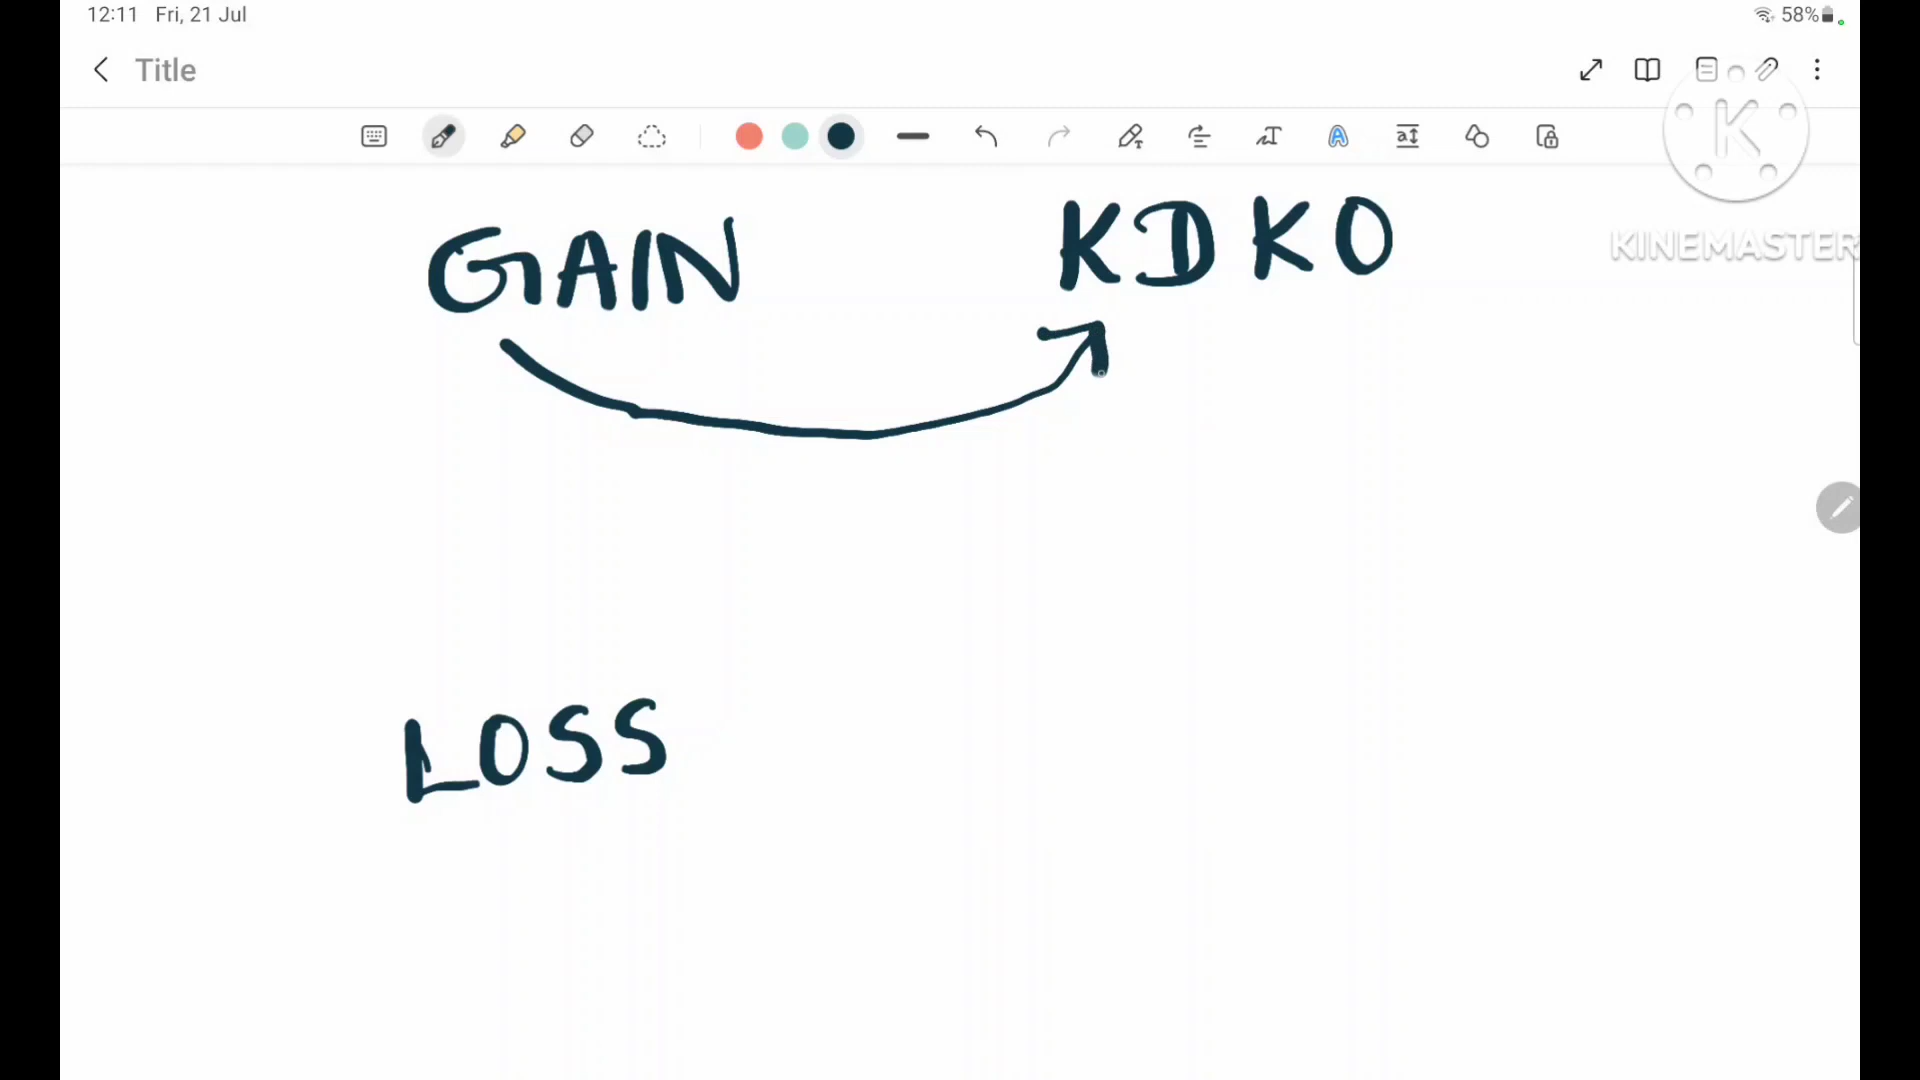 12:11 Fri, 21 Jul 58%
Title
K
KINEMASTER
GAIN KDKO
LOSS